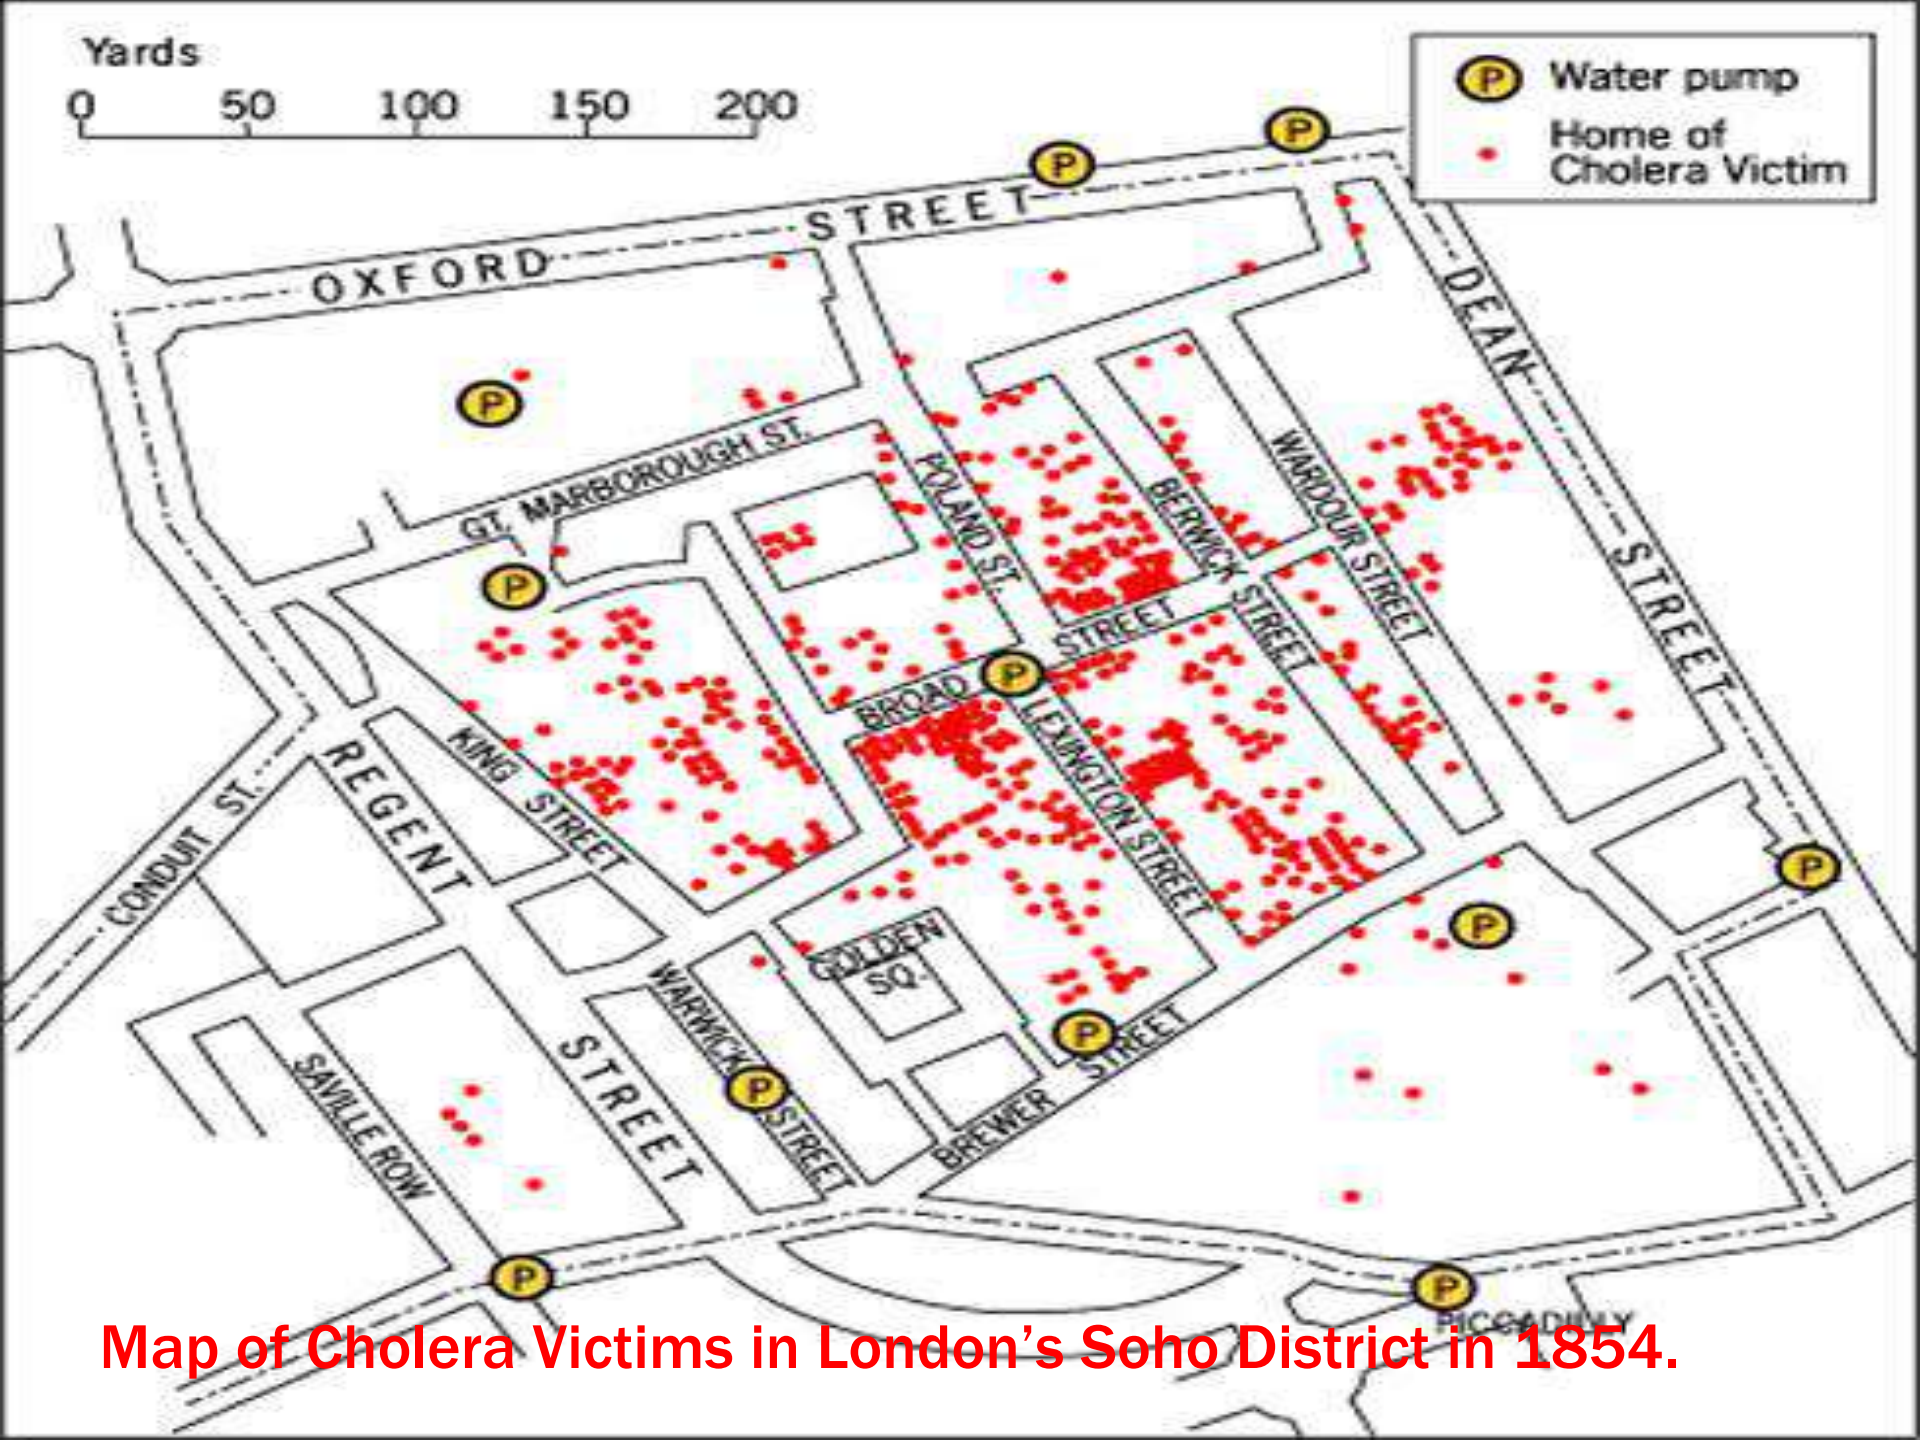 Yards
0 50 100 150 200
P Water pump
Home of
Cholera Victim
P
P
OXFORD STREET
DEAN STREET
P
GT. MARBOROUGH ST.
POLAND ST.
BERWICK STREET
WARDOUR STREET
P
BROAD STREET
P
LEXINGTON STREET
KING STREET
REGENT STREET
CONDUIT ST.
P
P
GOLDEN
SQ.
WARWICK STREET
P
P
BREWER STREET
SAVILLE ROW
P
P
PICCADILLY
Map of Cholera Victims in London’s Soho District in 1854.